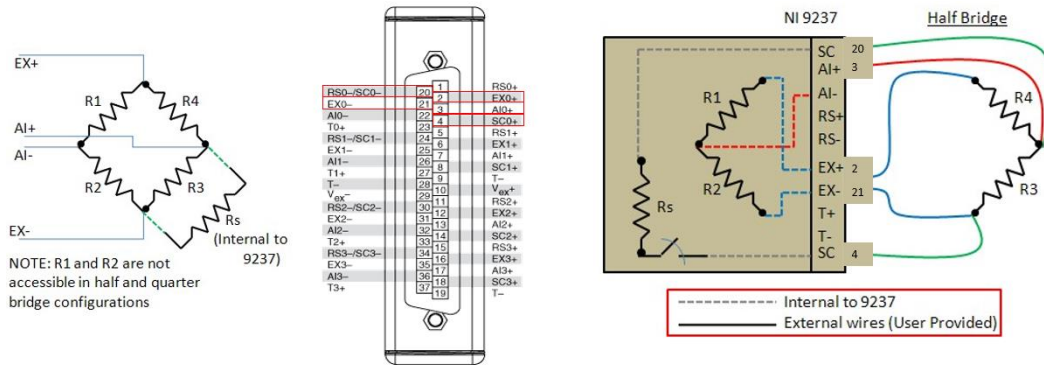 EX+
R1
R4
AI+
AI-
R2
R3
Rs
EX-
(Internal to
9237)
NOTE: R1 and R2 are not
accessible in half and quarter
bridge configurations
1 RS0+
RS0–/SC0– 20
2 EX0+
EX0– 21
3 AI0+
AI0– 22
4 SC0+
T0+ 23
5 RS1+
RS1–/SC1– 24
6 EX1+
EX1– 25
7 AI1+
AI1– 26
8 SC1+
T1+ 27
9 T–
T– 28
10 Vex+
Vex– 29
11 RS2+
RS2–/SC2– 30
12 EX2+
EX2– 31
13 AI2+
AI2– 32
14 SC2+
T2+ 33
15 RS3+
RS3–/SC3– 34
16 EX3+
EX3– 35
17 AI3+
AI3– 36
18 SC3+
T3+ 37
19 T–
NI 9237
Half Bridge
SC 20
AI+ 3
AI-
RS+
RS-
EX+ 2
EX- 21
T+
T-
SC 4
R1
R2
Rs
R4
R3
Internal to 9237
External wires (User Provided)